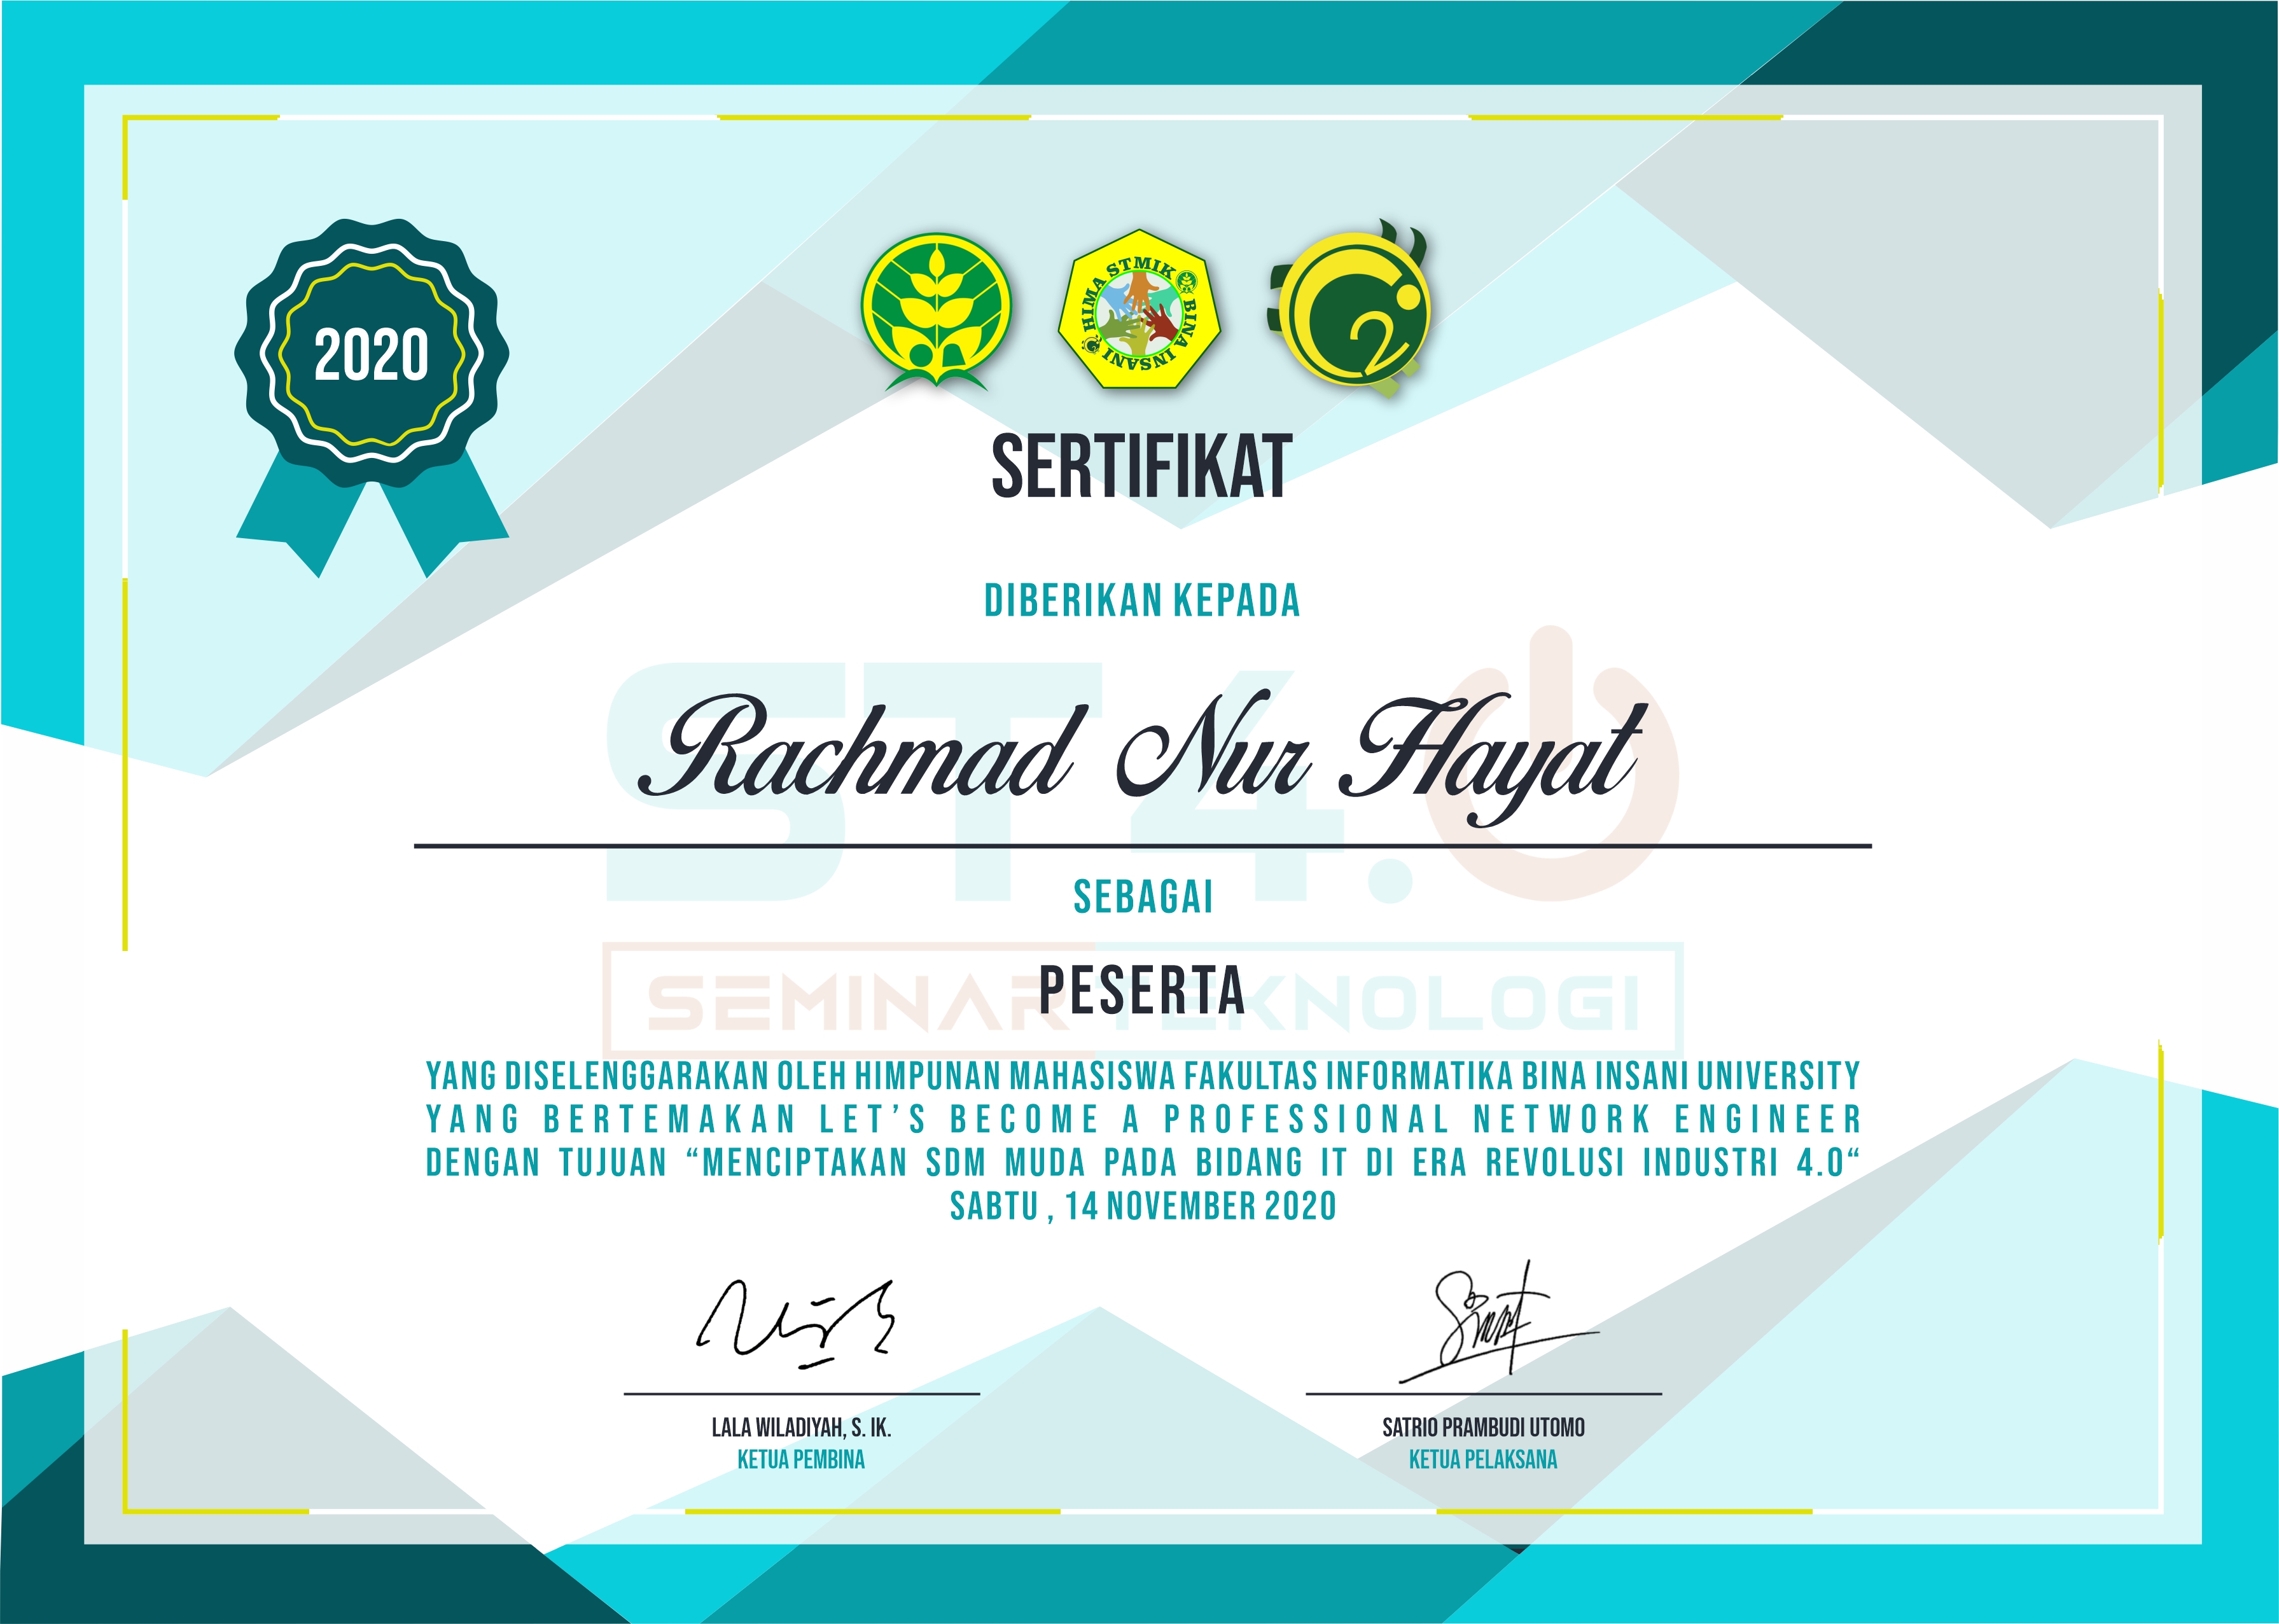 2020
HIMA STMIK BINA INSANI
SERTIFIKAT
DIBERIKAN KEPADA
ST 4.0
Rachmad Nur Hayat
SEBAGAI
SEMINAR TEKNOLOGI
PESERTA
YANG DISELENGGARAKAN OLEH HIMPUNAN MAHASISWA FAKULTAS INFORMATIKA BINA INSANI UNIVERSITY
YANG BERTEMAKAN LET’S BECOME A PROFESSIONAL NETWORK ENGINEER
DENGAN TUJUAN “MENCIPTAKAN SDM MUDA PADA BIDANG IT DI ERA REVOLUSI INDUSTRI 4.0“
SABTU , 14 NOVEMBER 2020
LALA WILADIYAH, S. IK.
KETUA PEMBINA
SATRIO PRAMBUDI UTOMO
KETUA PELAKSANA